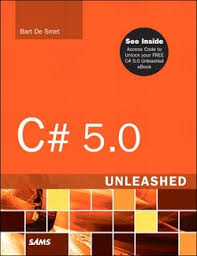 Bart De Smet
See Inside
Access Code to
Unlock your FREE
C# 5.0 Unleashed
eBook
C# 5.0
UNLEASHED
SAMS